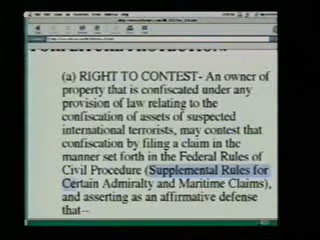 (a) RIGHT TO CONTEST- An owner of
property that is confiscated under any
provision of law relating to the
confiscation of assets of suspected
international terrorists, may contest that
confiscation by filing a claim in the
manner set forth in the Federal Rules of
Civil Procedure (Supplemental Rules for
Certain Admiralty and Maritime Claims),
and asserting as an affirmative defense
that--